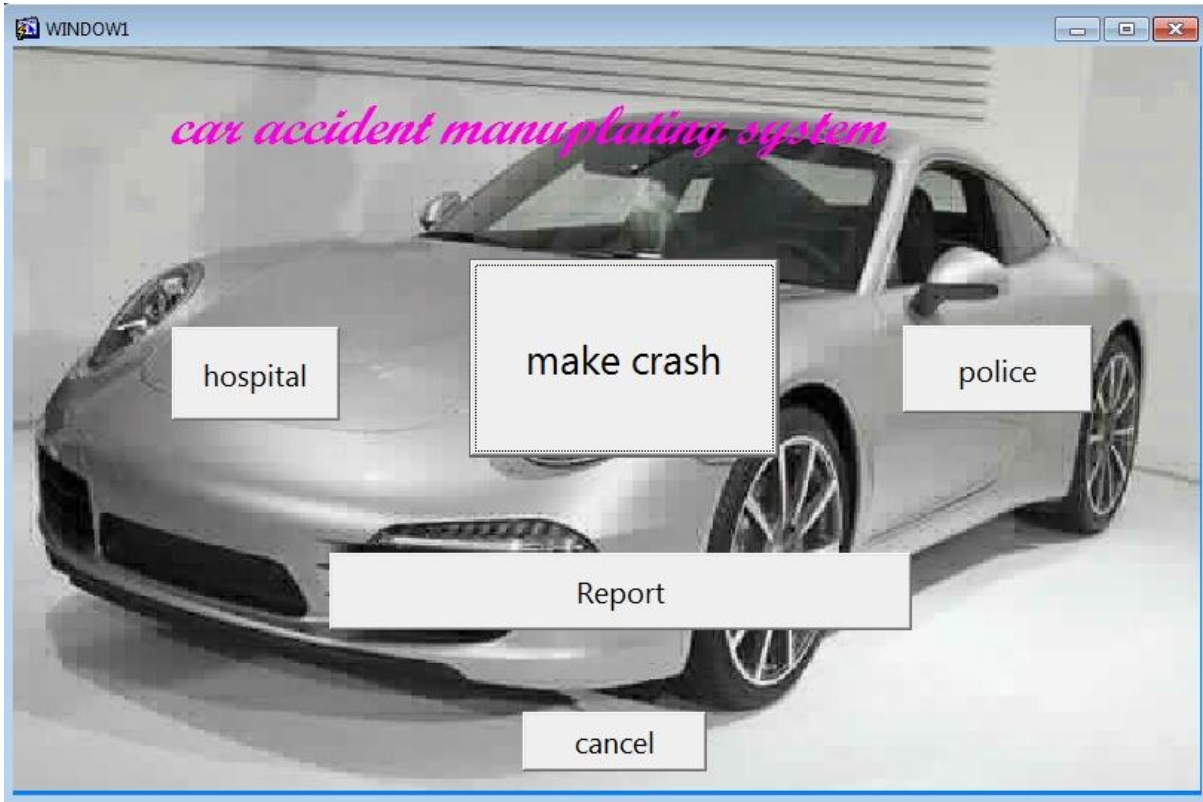 WINDOW1
car accident manuplating system
make crash
hospital
police
Report
cancel